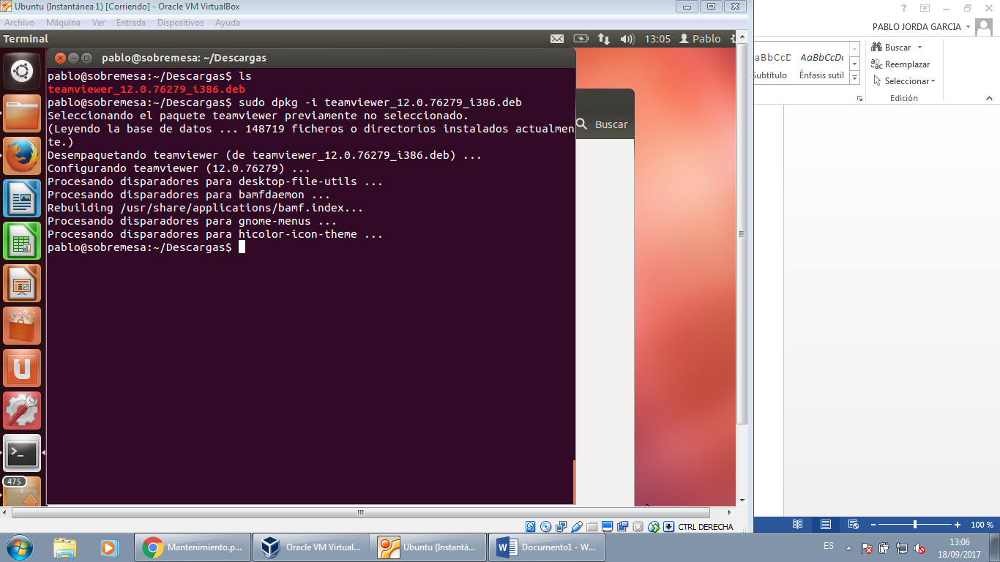 Ubuntu (Instantánea 1) [Corriendo] - Oracle VM VirtualBox
Archivo Máquina Ver Entrada Dispositivos Ayuda
Terminal 13:05 Pablo
pablo@sobremesa: ~/Descargas
pablo@sobremesa:~/Descargas$ ls
teamviewer_12.0.76279_i386.deb
pablo@sobremesa:~/Descargas$ sudo dpkg -i teamviewer_12.0.76279_i386.deb
Seleccionando el paquete teamviewer previamente no seleccionado.
(Leyendo la base de datos ... 148719 ficheros o directorios instalados actualmen
te.)
Desempaquetando teamviewer (de teamviewer_12.0.76279_i386.deb) ...
Configurando teamviewer (12.0.76279) ...
Procesando disparadores para desktop-file-utils ...
Procesando disparadores para bamfdaemon ...
Rebuilding /usr/share/applications/bamf.index...
Procesando disparadores para gnome-menus ...
Procesando disparadores para hicolor-icon-theme ...
pablo@sobremesa:~/Descargas$
Buscar
475
CTRL DERECHA
PABLO JORDA GARCIA
aBbCcD AaBbCcDc
Subtítulo Énfasis sutil
Buscar
Reemplazar
Seleccionar
Edición
100 %
Mantenimiento.p...
Oracle VM Virtual...
Ubuntu (Instantá...
Documento1 - W...
ES
13:06
18/09/2017